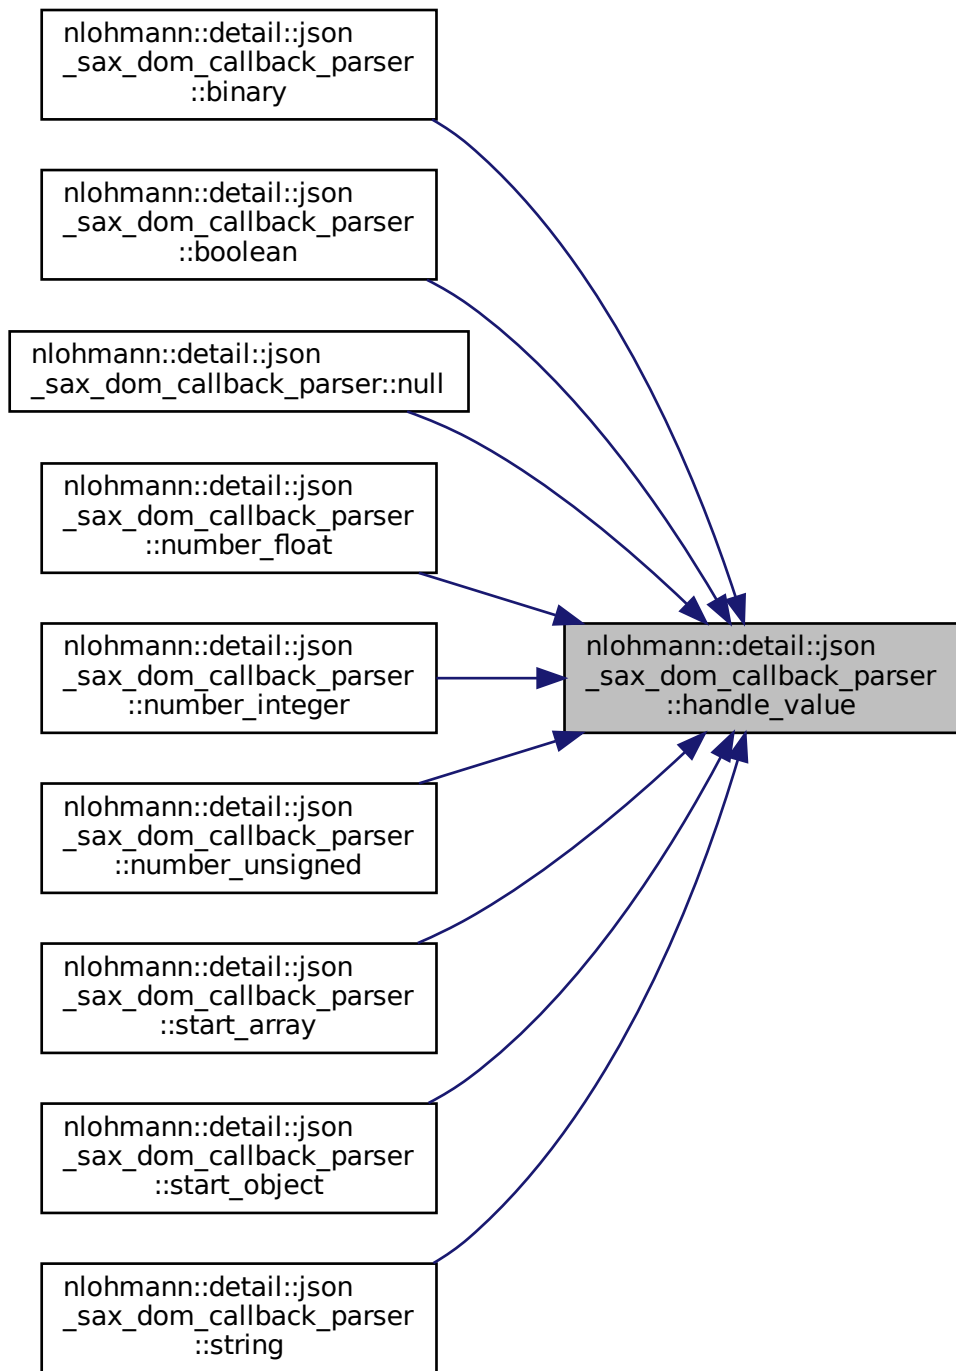 nlohmann::detail::json
_sax_dom_callback_parser
::binary
nlohmann::detail::json
_sax_dom_callback_parser
::boolean
nlohmann::detail::json
_sax_dom_callback_parser::null
nlohmann::detail::json
_sax_dom_callback_parser
::number_float
nlohmann::detail::json
_sax_dom_callback_parser
::number_integer
nlohmann::detail::json
_sax_dom_callback_parser
::handle_value
nlohmann::detail::json
_sax_dom_callback_parser
::number_unsigned
nlohmann::detail::json
_sax_dom_callback_parser
::start_array
nlohmann::detail::json
_sax_dom_callback_parser
::start_object
nlohmann::detail::json
_sax_dom_callback_parser
::string